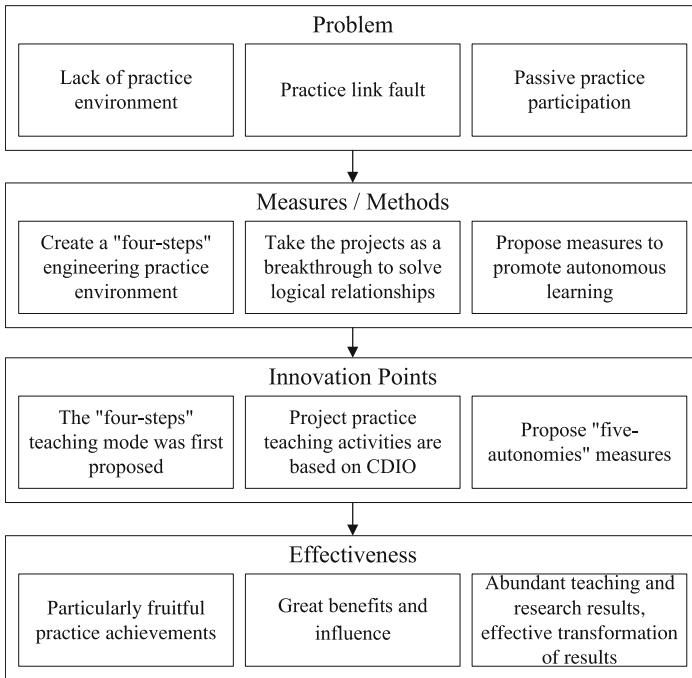 Problem
Lack of practice
environment
Practice link fault
Passive practice
participation
Measures / Methods
Create a "four-steps"
engineering practice
environment
Take the projects as a
breakthrough to solve
logical relationships
Propose measures to
promote autonomous
learning
Innovation Points
The "four-steps"
teaching mode was first
proposed
Project practice
teaching activities are
based on CDIO
Propose "five-
autonomies" measures
Effectiveness
Particularly fruitful
practice achievements
Great benefits and
influence
Abundant teaching and
research results,
effective transformation
of results